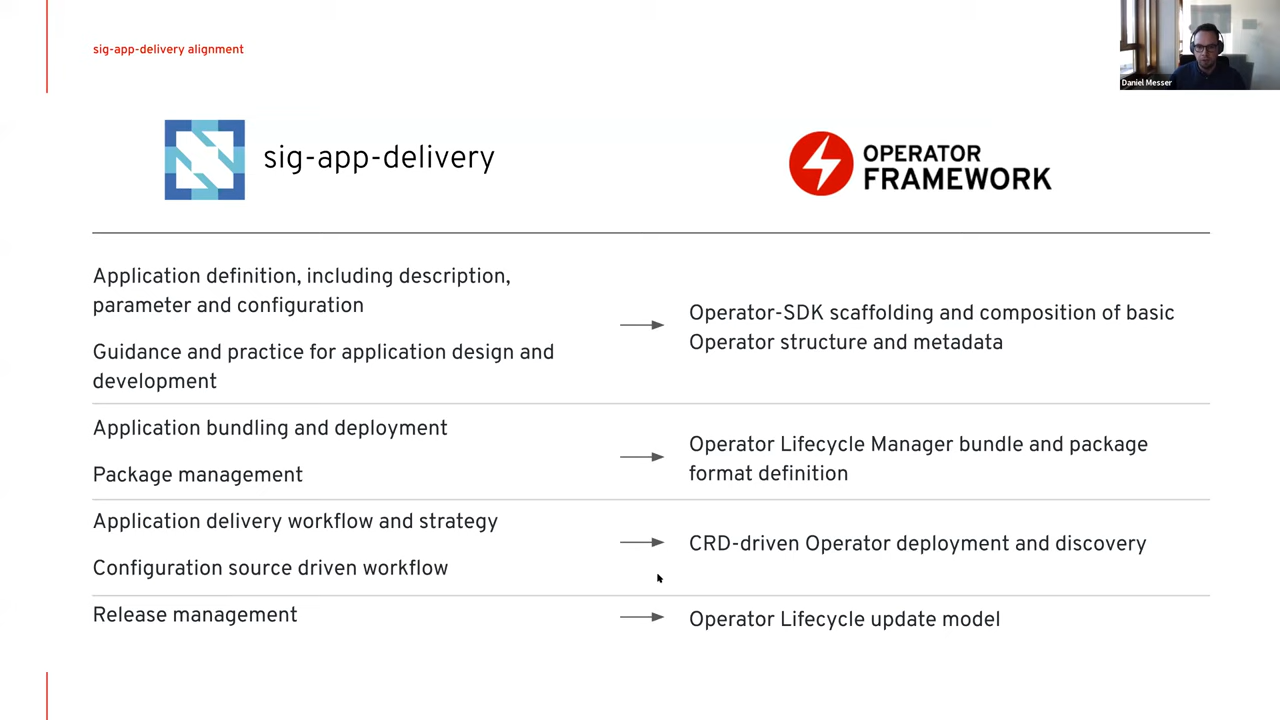 sig-app-delivery alignment
Daniel Messer
sig-app-delivery
OPERATOR
FRAMEWORK
Application definition, including description,
parameter and configuration
Guidance and practice for application design and
development
Operator-SDK scaffolding and composition of basic
Operator structure and metadata
Application bundling and deployment
Package management
Operator Lifecycle Manager bundle and package
format definition
Application delivery workflow and strategy
Configuration source driven workflow
CRD-driven Operator deployment and discovery
Release management
Operator Lifecycle update model